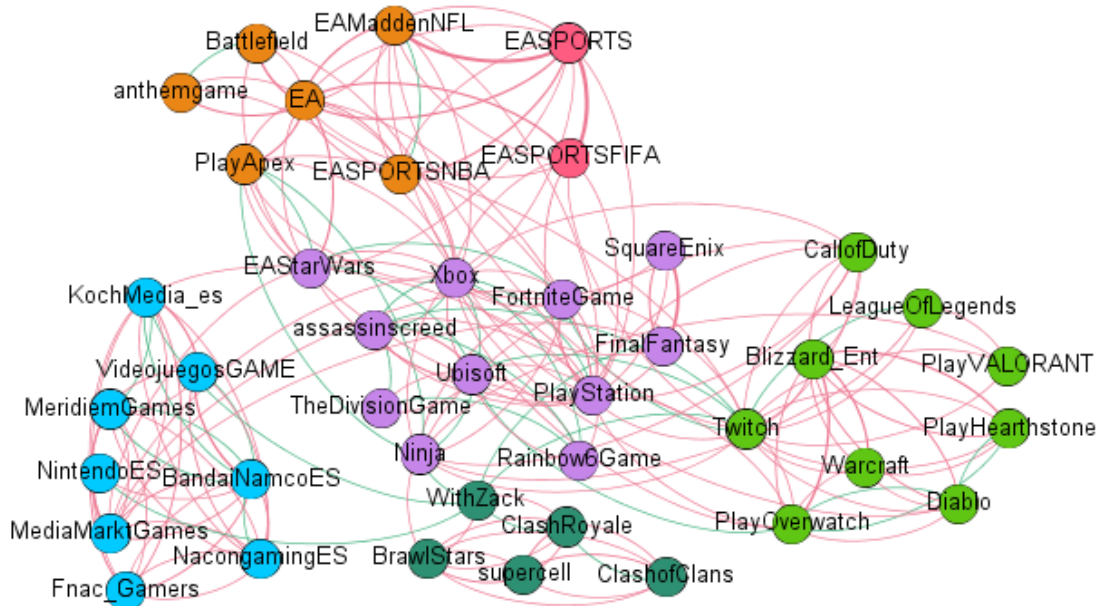 EAMaddenNFL
Battlefield
EASPORTS
anthemgame
EA
PlayApex
EASPORTSNBA
EASPORTSFIFA
SquareEnix
CallofDuty
EAStarWars
Xbox
KochMedia_es
FortniteGame
LeagueOfLegends
assassinscreed
FinalFantasy
Blizzard_Ent
VideojuegosGAME
Ubisoft
PlayVALORANT
PlayStation
MeridiemGames
TheDivisionGame
Twitch
PlayHearthstone
Ninja
Rainbow6Game
Warcraft
NintendoES
BandaiNamcoES
WithZack
Diablo
PlayOverwatch
ClashRoyale
MediaMarktGames
NacongamingES
BrawlStars
supercell
ClashofClans
Fnac_Gamers